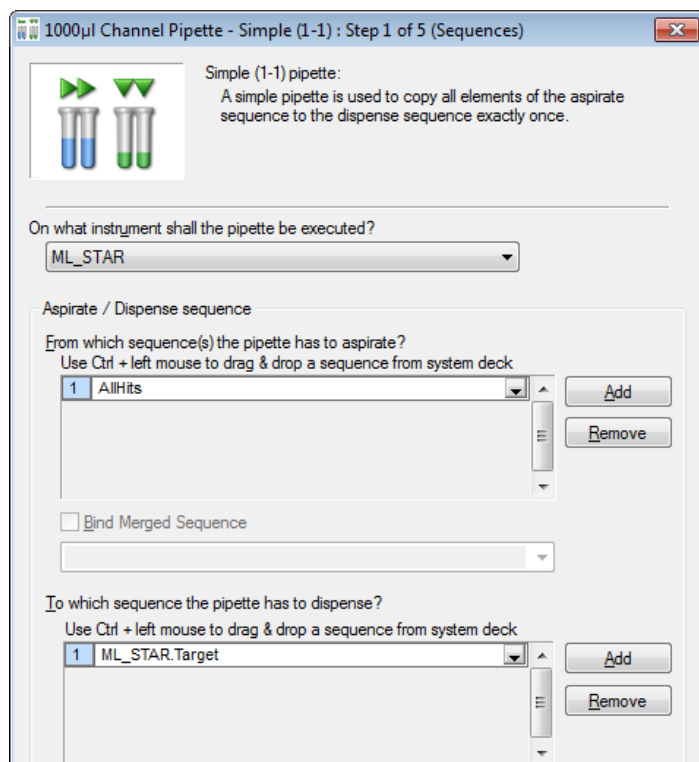 1000µl Channel Pipette - Simple (1-1) : Step 1 of 5 (Sequences)
Simple (1-1) pipette:
A simple pipette is used to copy all elements of the aspirate
sequence to the dispense sequence exactly once.
On what instrument shall the pipette be executed?
ML_STAR
Aspirate / Dispense sequence
From which sequence(s) the pipette has to aspirate?
Use Ctrl + left mouse to drag & drop a sequence from system deck
1 AllHits
Add
Remove
Bind Merged Sequence
To which sequence the pipette has to dispense?
Use Ctrl + left mouse to drag & drop a sequence from system deck
1 ML_STAR.Target
Add
Remove